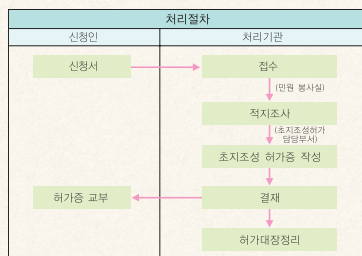 처리절차
신청인
처리기관
신청서
접수
(민원 봉사실)
적지조사
(초지조성허가
담당부서)
초지조성 허가증 작성
허가증 교부
결재
허가대장정리